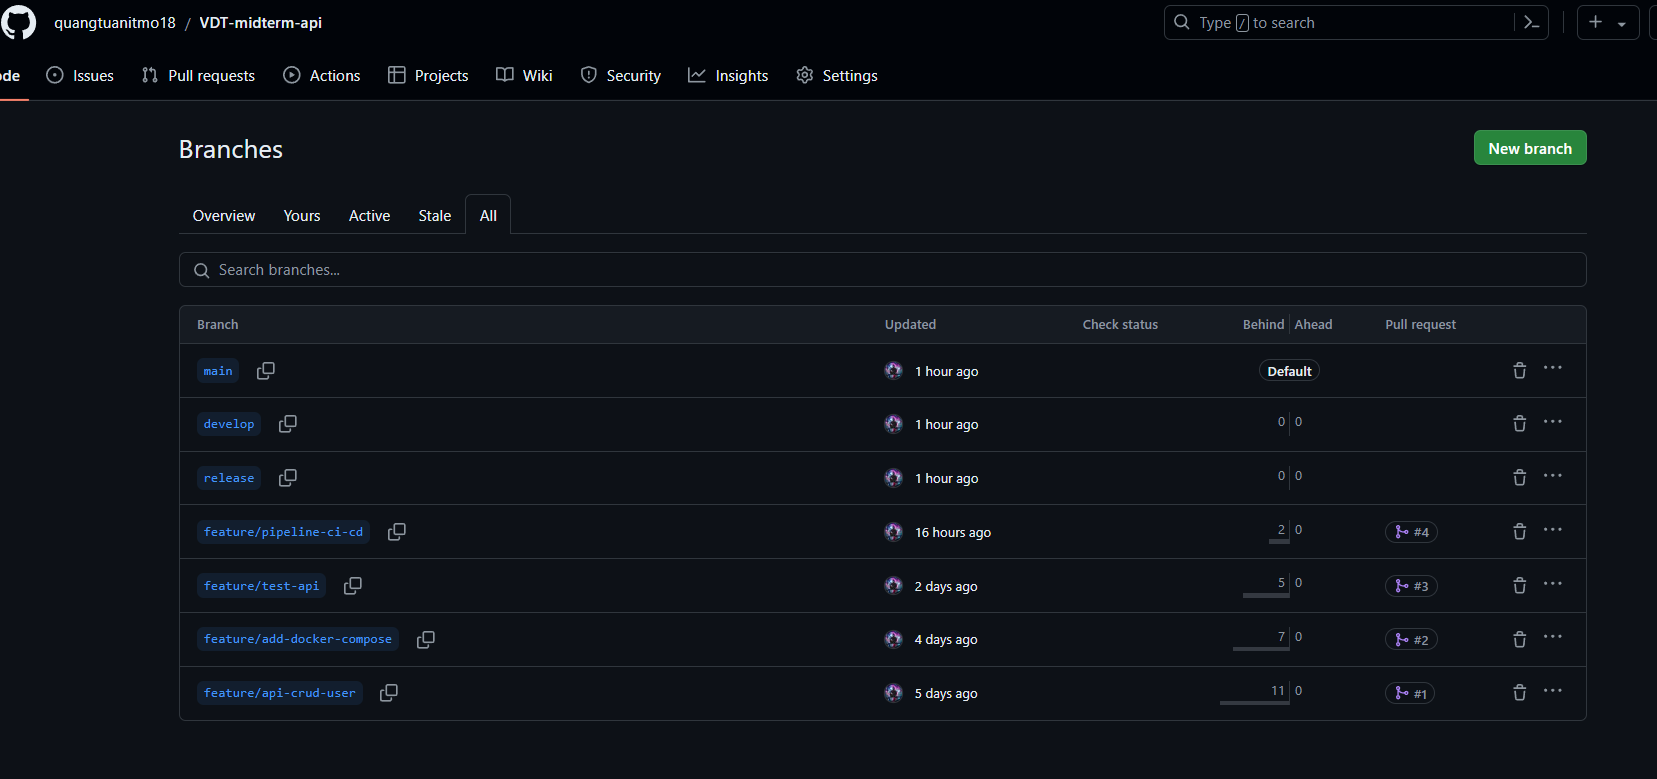 quangtuanitmo18 / VDT-midterm-api
Type / to search
ode Issues Pull requests Actions Projects Wiki Security Insights Settings
Branches
New branch
Overview Yours Active Stale All
Search branches...
Branch Updated Check status Behind Ahead Pull request
main 1 hour ago Default
develop 1 hour ago 0 0
release 1 hour ago 0 0
feature/pipeline-ci-cd 16 hours ago 2 0 #4
feature/test-api 2 days ago 5 0 #3
feature/add-docker-compose 4 days ago 7 0 #2
feature/api-crud-user 5 days ago 11 0 #1